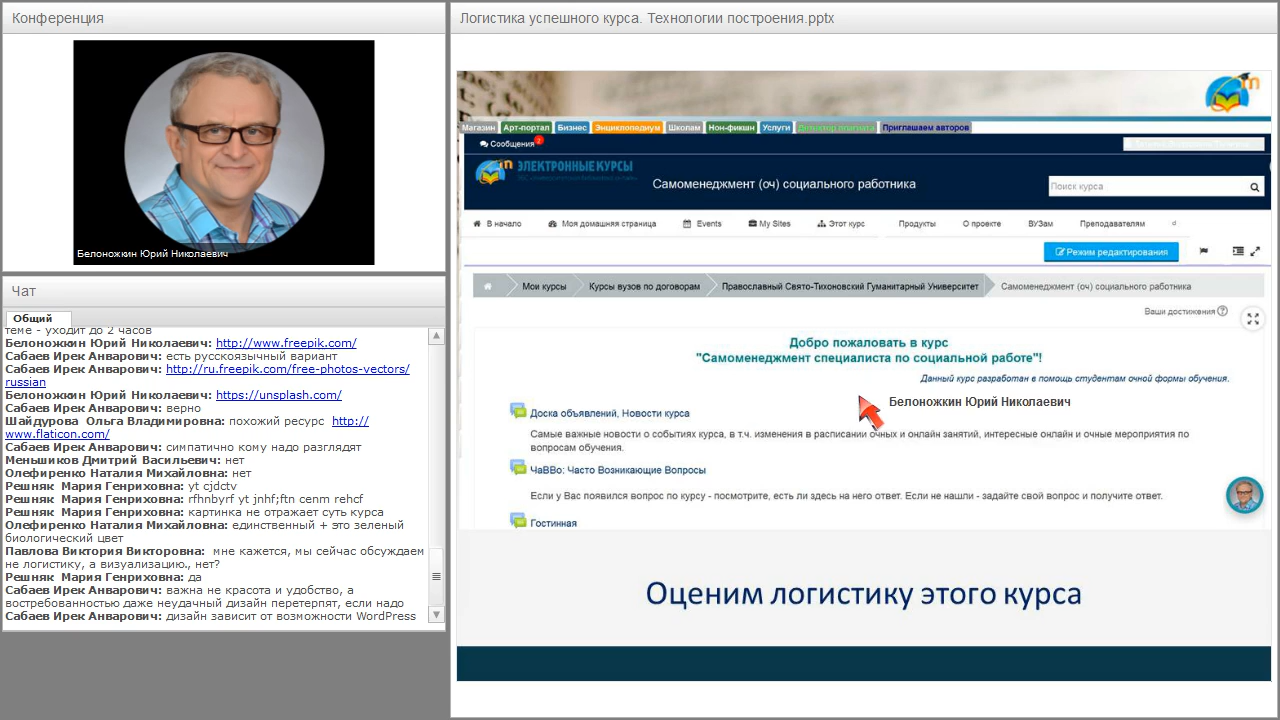 Конференция
Белоножкин Юрий Николаевич
Чат
Общий
теме - уходит до 2 часов
Белоножкин Юрий Николаевич: http://www.freepik.com/
Сабаев Ирек Анварович: есть русскоязычный вариант
Сабаев Ирек Анварович: http://ru.freepik.com/free-photos-vectors/
russian
Белоножкин Юрий Николаевич: https://unsplash.com/
Сабаев Ирек Анварович: верно
Шайдурова Ольга Владимировна: похожий ресурс http://
www.flaticon.com/
Сабаев Ирек Анварович: симпатично кому надо разглядят
Меньшиков Дмитрий Васильевич: нет
Олефиренко Наталия Михайловна: нет
Решняк Мария Генриховна: yt cjdctv
Решняк Мария Генриховна: rfhnbyrf yt jnhf;ftn cenm rehcf
Решняк Мария Генриховна: картинка не отражает суть курса
Олефиренко Наталия Михайловна: единственный + это зеленый
биологический цвет
Павлова Виктория Викторовна: мне кажется, мы сейчас обсуждаем
не логистику, а визуализацию., нет?
Решняк Мария Генриховна: да
Сабаев Ирек Анварович: важна не красота и удобство, а
востребованностью даже неудачный дизайн перетерпят, если надо
Сабаев Ирек Анварович: дизайн зависит от возможности WordPress
Логистика успешного курса. Технологии построения.pptx
Магазин Арт-портал Бизнес Энциклопедиум Школам Нон-фикшн Услуги Приглашаем авторов
Сообщения 2
ЭЛЕКТРОННЫЕ КУРСЫ
Самоменеджмент (оч) социального работника
Поиск курса
В начало Моя домашняя страница Events My Sites Этот курс Продукты О проекте ВУЗам Преподавателям
Режим редактирования
Мои курсы Курсы вузов по договорам Православный Свято-Тихоновский Гуманитарный Университет Самоменеджмент (оч) социального работника
Ваши достижения
Добро пожаловать в курс
"Самоменеджмент специалиста по социальной работе"!
Данный курс разработан в помощь студентам очной формы обучения.
Белоножкин Юрий Николаевич
Доска объявлений, Новости курса
Самые важные новости о событиях курса, в т.ч. изменения в расписании очных и онлайн занятий, интересные онлайн и очные мероприятия по
вопросам обучения.
ЧаВВо: Часто Возникающие Вопросы
Если у Вас появился вопрос по курсу - посмотрите, есть ли здесь на него ответ. Если не нашли - задайте свой вопрос и получите ответ.
Гостинная
Оценим логистику этого курса